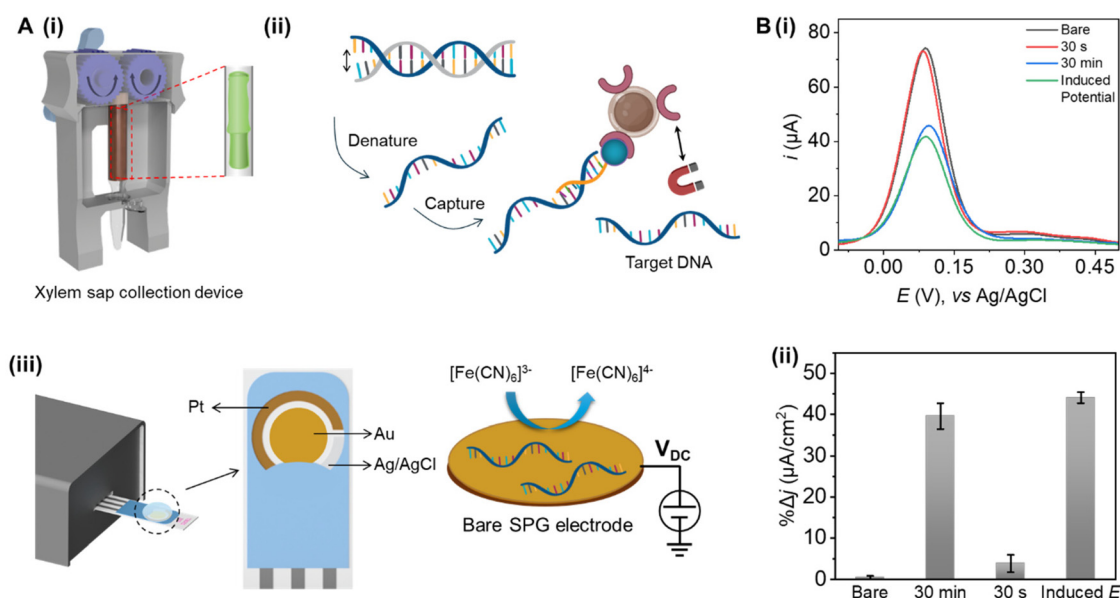 A (i)
(ii)
Denature
Capture
Target DNA
Xylem sap collection device
B (i)
80
60
40
20
0
i (µA)
Bare
30 s
30 min
Induced
Potential
0.00 0.15 0.30 0.45
E (V), vs Ag/AgCl
(iii)
Pt
Au
Ag/AgCl
[Fe(CN)₆]³⁻ [Fe(CN)₆]⁴⁻
V_DC
Bare SPG electrode
(ii)
50
40
30
20
10
0
%Δj (µA/cm²)
Bare 30 min 30 s Induced E